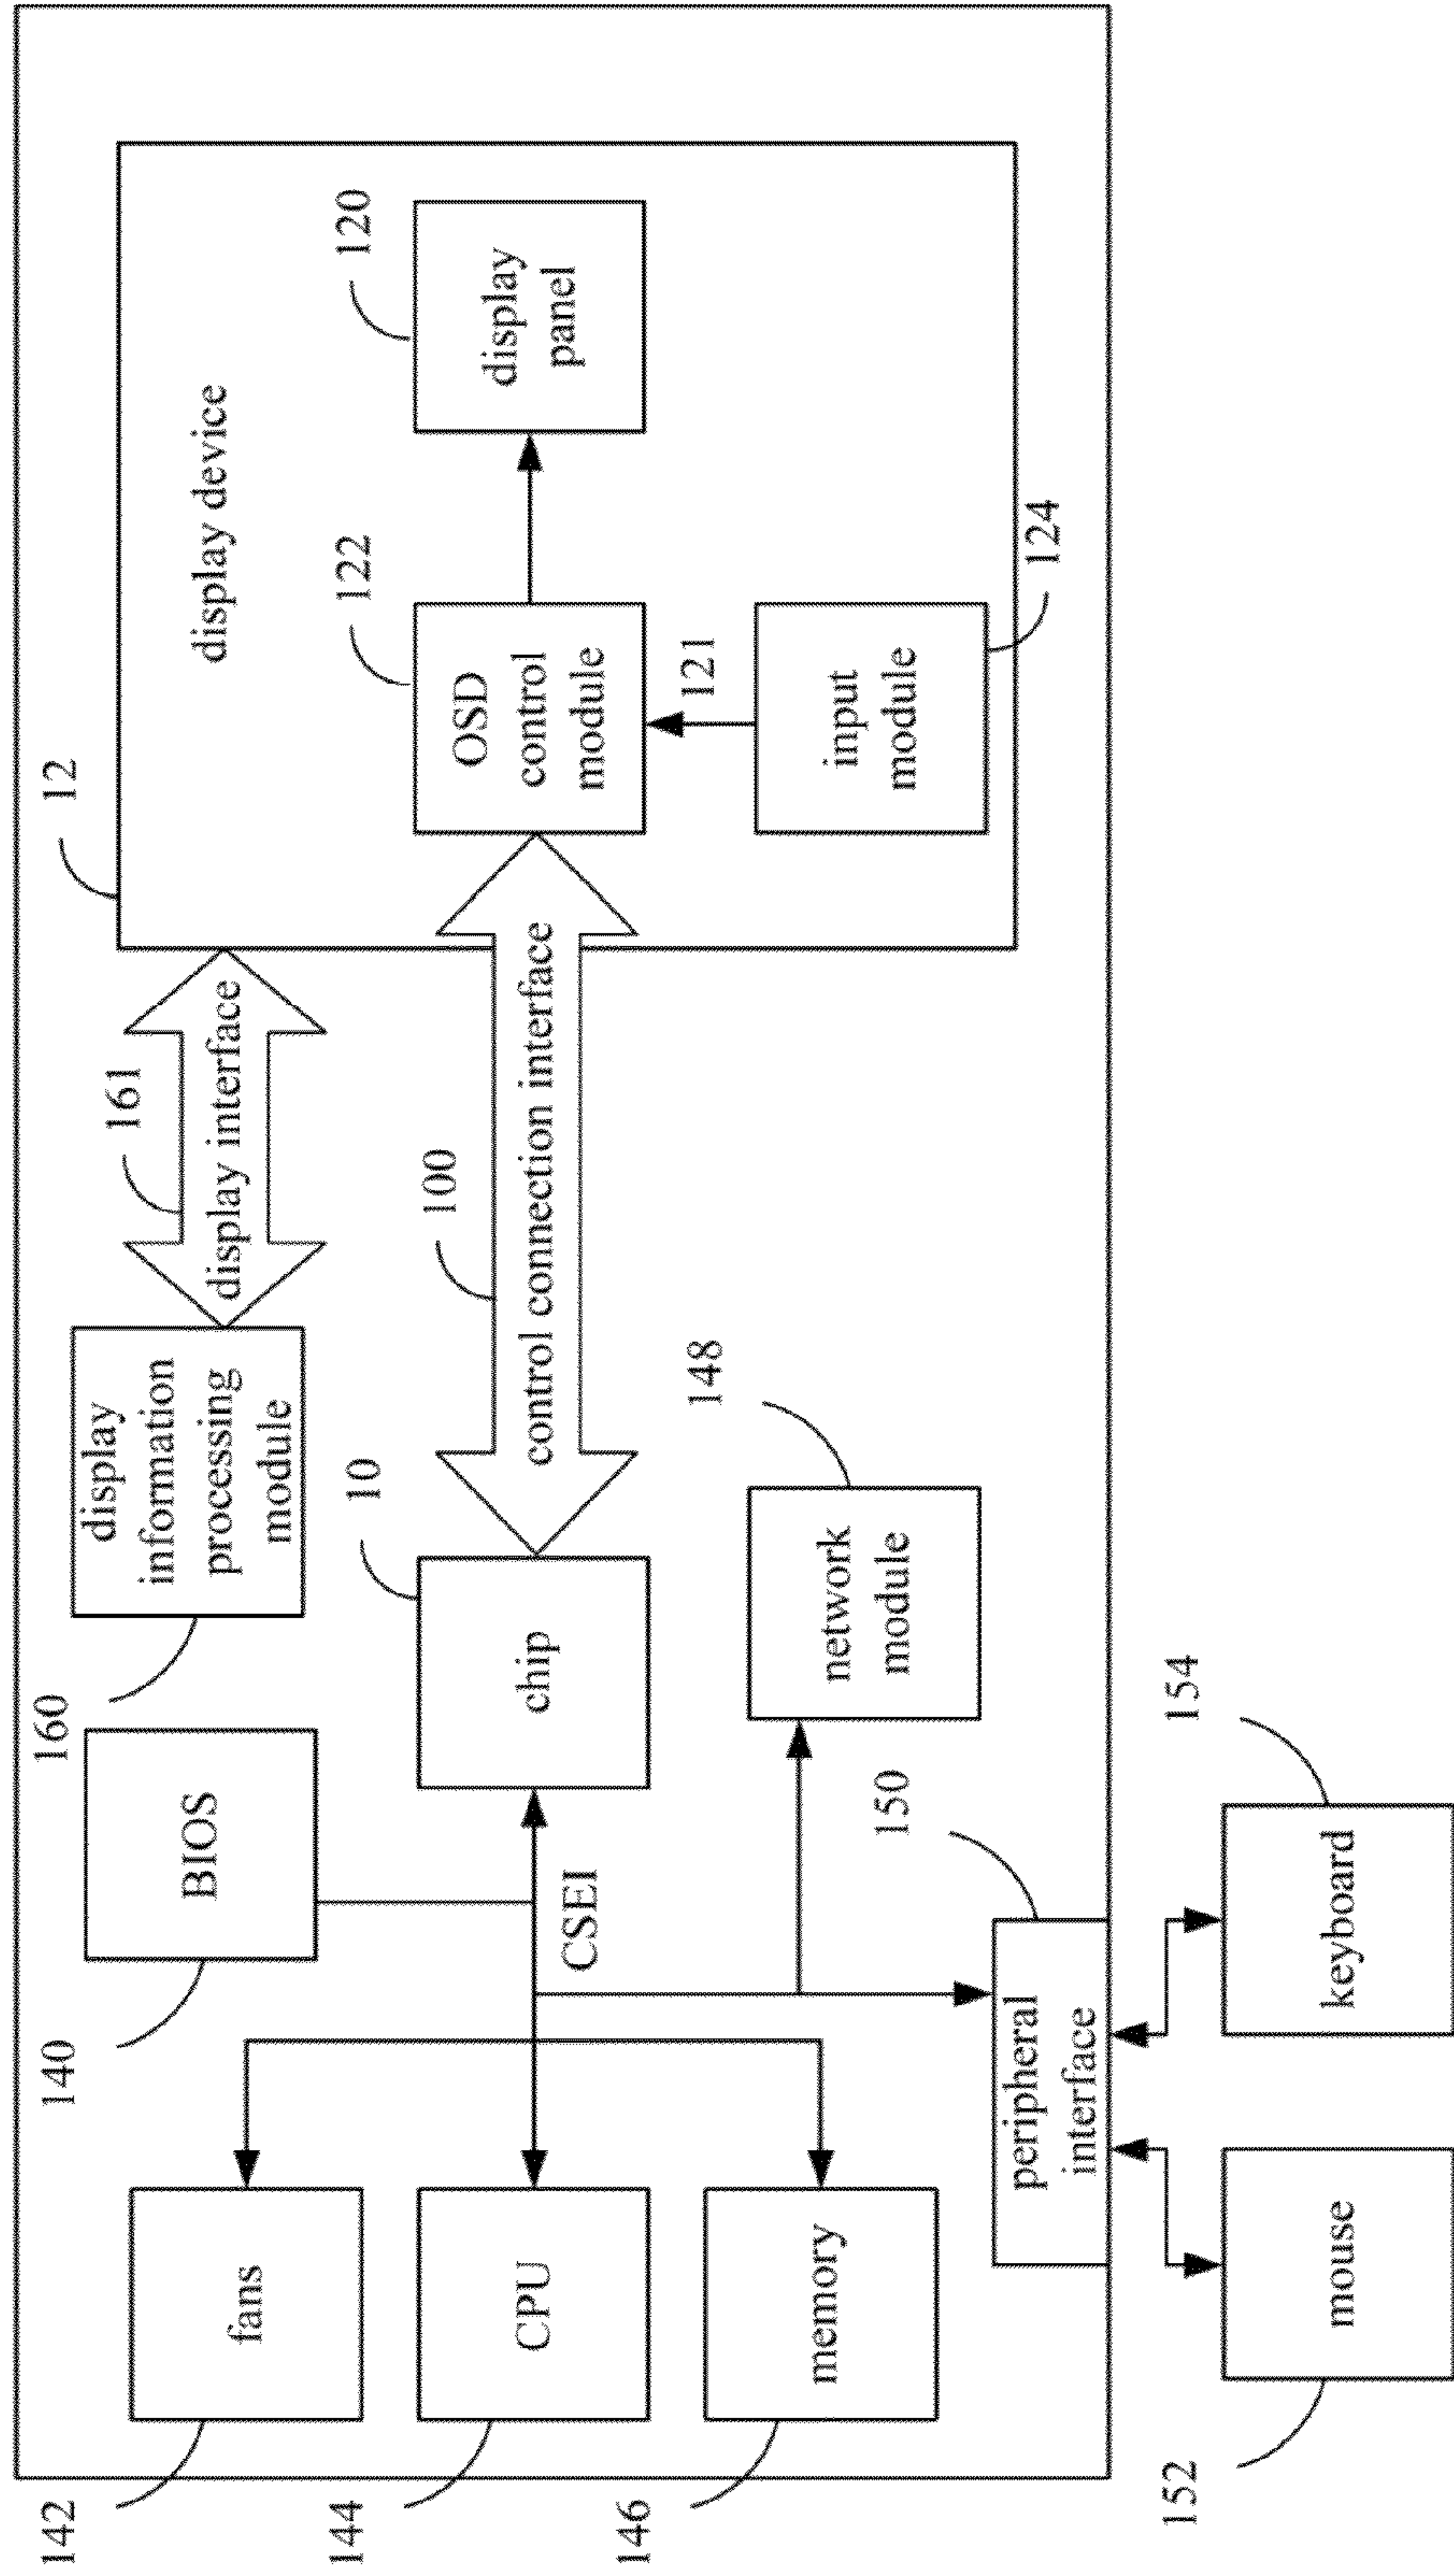 12
160
161
140
display
information
processing
module
display interface
display device
BIOS
142
fans
10
100
122
120
144
CPU
CSEI
chip
control connection interface
OSD
control
module
display
panel
121
146
memory
148
network
module
input
module
124
150
peripheral
interface
152
mouse
154
keyboard